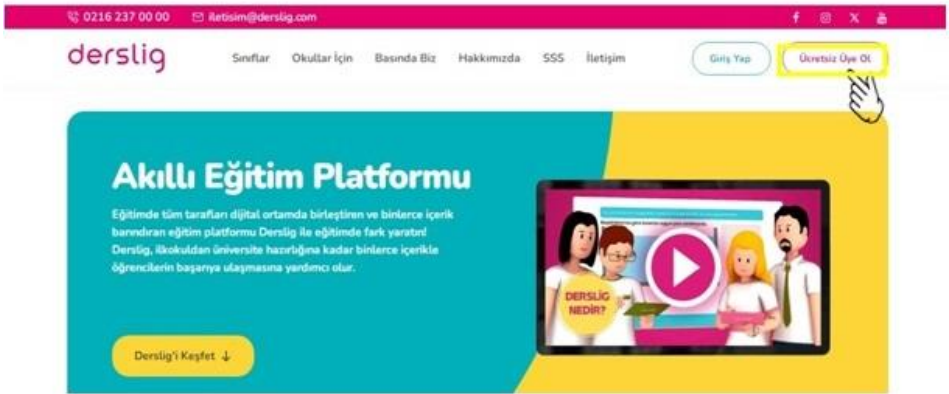 0216 237 00 00 iletisim@derslig.com
derslig
Sınıflar Okullar İçin Basında Biz Hakkımızda SSS İletişim Giriş Yap Ücretsiz Üye Ol
Akıllı Eğitim Platformu
Eğitimde tüm tarafları dijital ortamda birleştiren ve binlerce içerik
barındıran eğitim platformu Derslig ile eğitimde fark yaratın!
Derslig, ilkokuldan üniversite hazırlığına kadar binlerce içerikle
öğrencilerin başarıya ulaşmasına yardımcı olur.
DERSLİG
NEDİR?
Derslig'i Keşfet